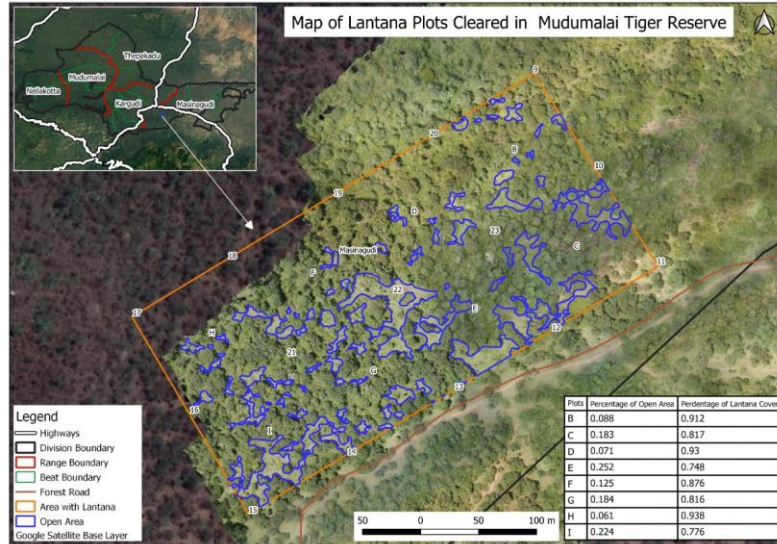 Map of Lantana Plots Cleared in Mudumalai Tiger Reserve
Thepakadu
Mudumalai
Nellakotta
Kargudi
Masinagudi
9
20
B
10
19
D
23
C
18
Masinagudi
11
F
22
17
E
12
H
21
G
13
16
I
14
15
Legend
Highways
Division Boundary
Range Boundary
Beat Boundary
Forest Road
Area with Lantana
Open Area
Google Satellite Base Layer
50 0 50 100 m
Plots Percentage of Open Area Perdentage of Lantana Cover
B 0.088 0.912
C 0.183 0.817
D 0.071 0.93
E 0.252 0.748
F 0.125 0.876
G 0.184 0.816
H 0.061 0.938
I 0.224 0.776